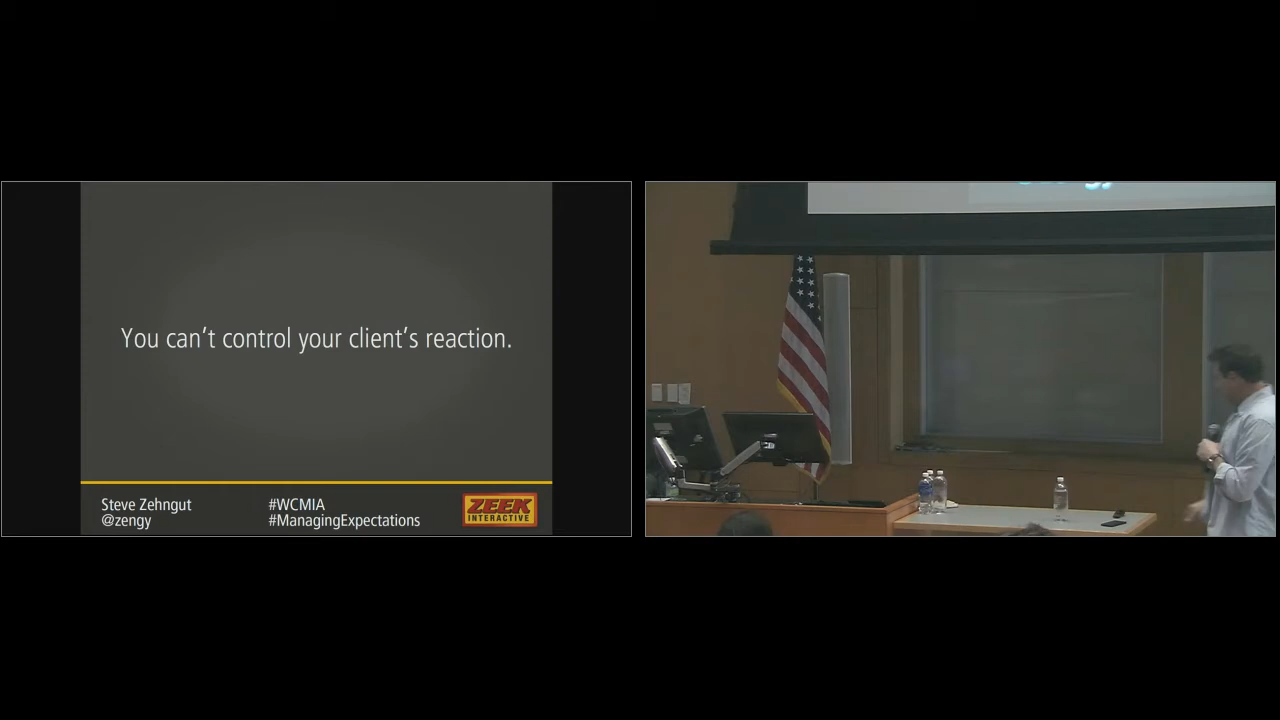 You can't control your client's reaction.
Steve Zehngut
@zengy
#WCMIA
#ManagingExpectations
ZEEK
INTERACTIVE